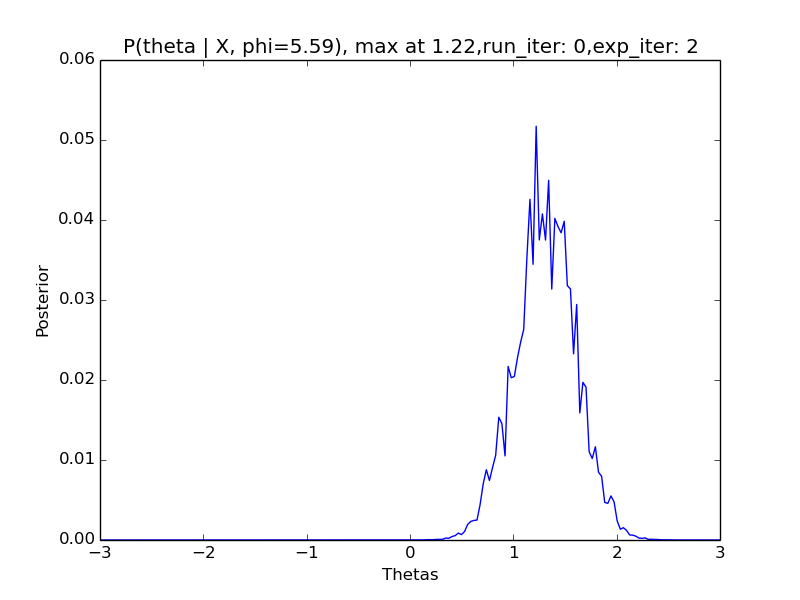 P(theta | X, phi=5.59), max at 1.22,run_iter: 0,exp_iter: 2
0.06
0.05
0.04
0.03
0.02
0.01
0.00
Posterior
−3 −2 −1 0 1 2 3
Thetas